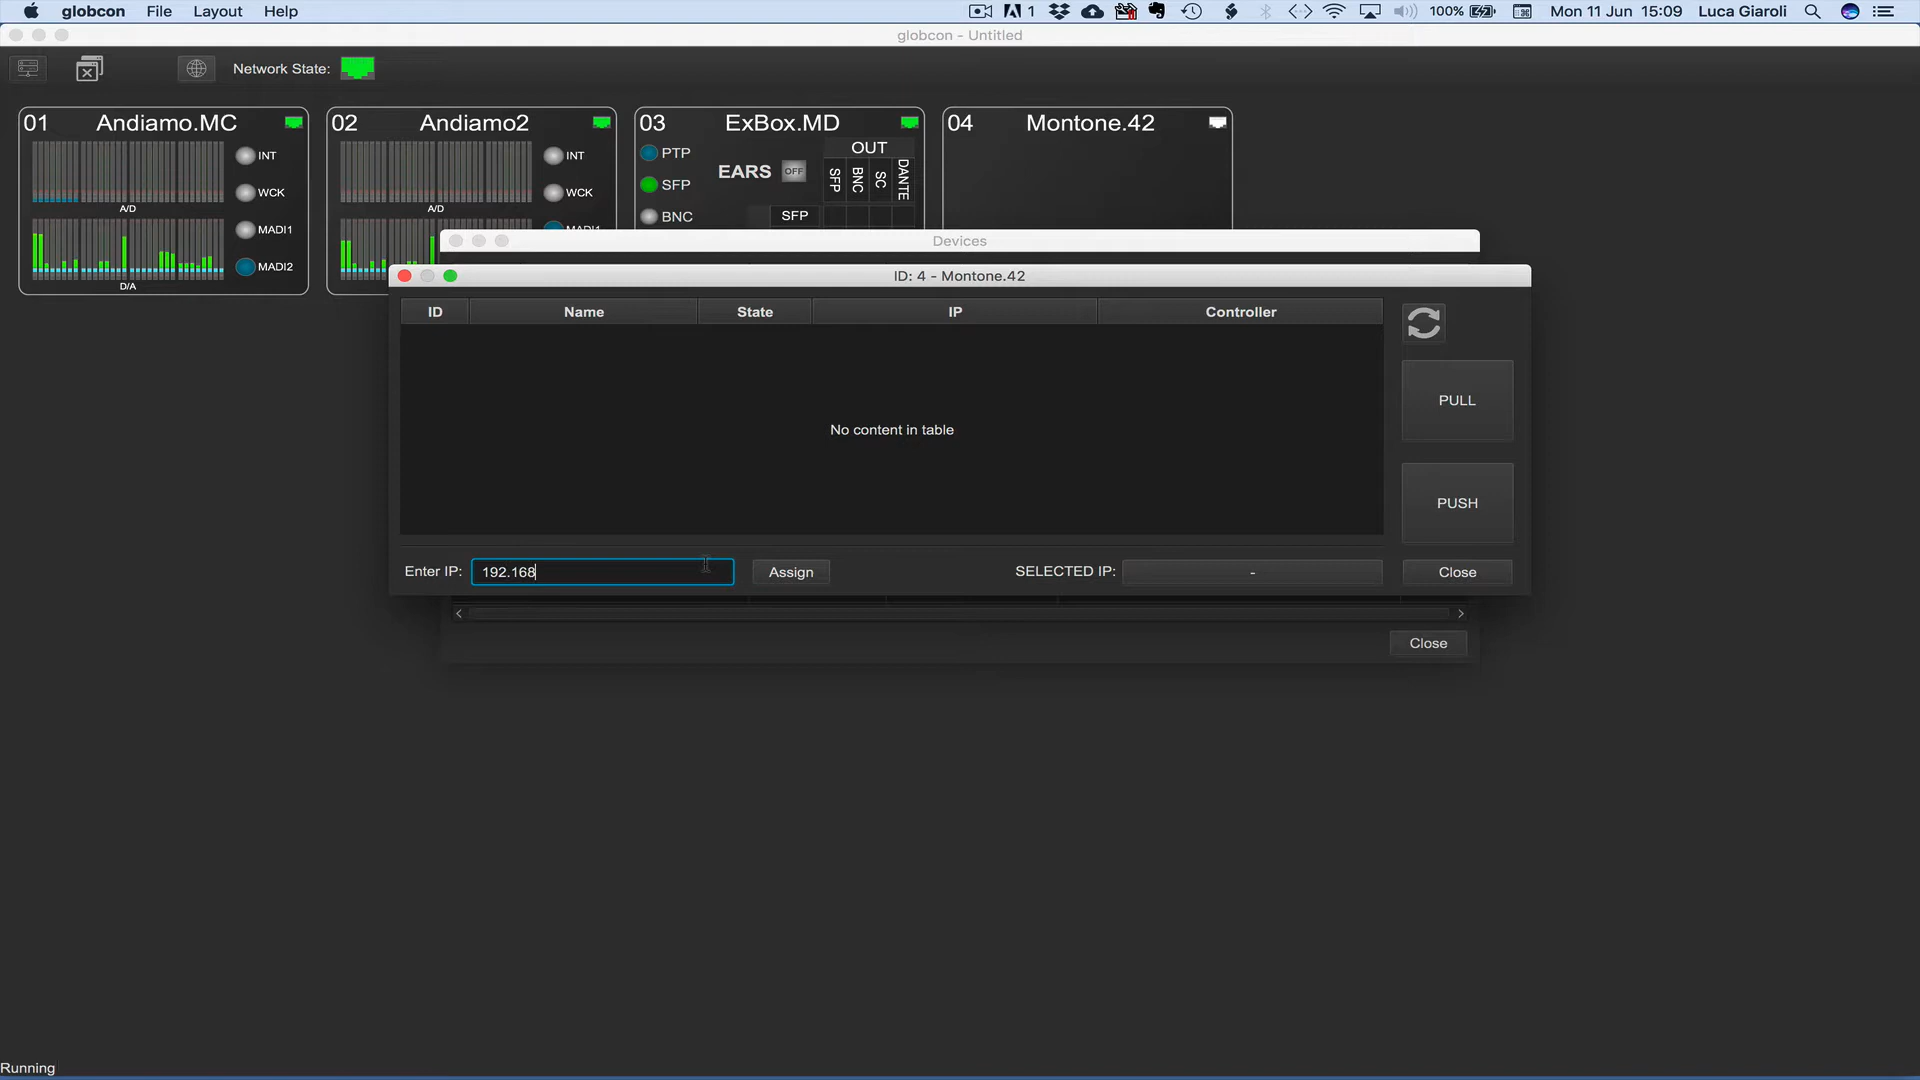 globcon File Layout Help 1 100% Mon 11 Jun 15:09 Luca Giaroli
globcon - Untitled
Network State:
01 Andiamo.MC
INT
WCK
A/D
MADI1
MADI2
D/A
02 Andiamo2
INT
WCK
A/D
MADI1
03 ExBox.MD
PTP
SFP
BNC
EARS OFF
OUT
SFP BNC SC DANTE
SFP
04 Montone.42
Devices
ID: 4 - Montone.42
ID Name State IP Controller
No content in table
PULL
PUSH
Enter IP: 192.168 Assign SELECTED IP: - Close
< >
Close
Running